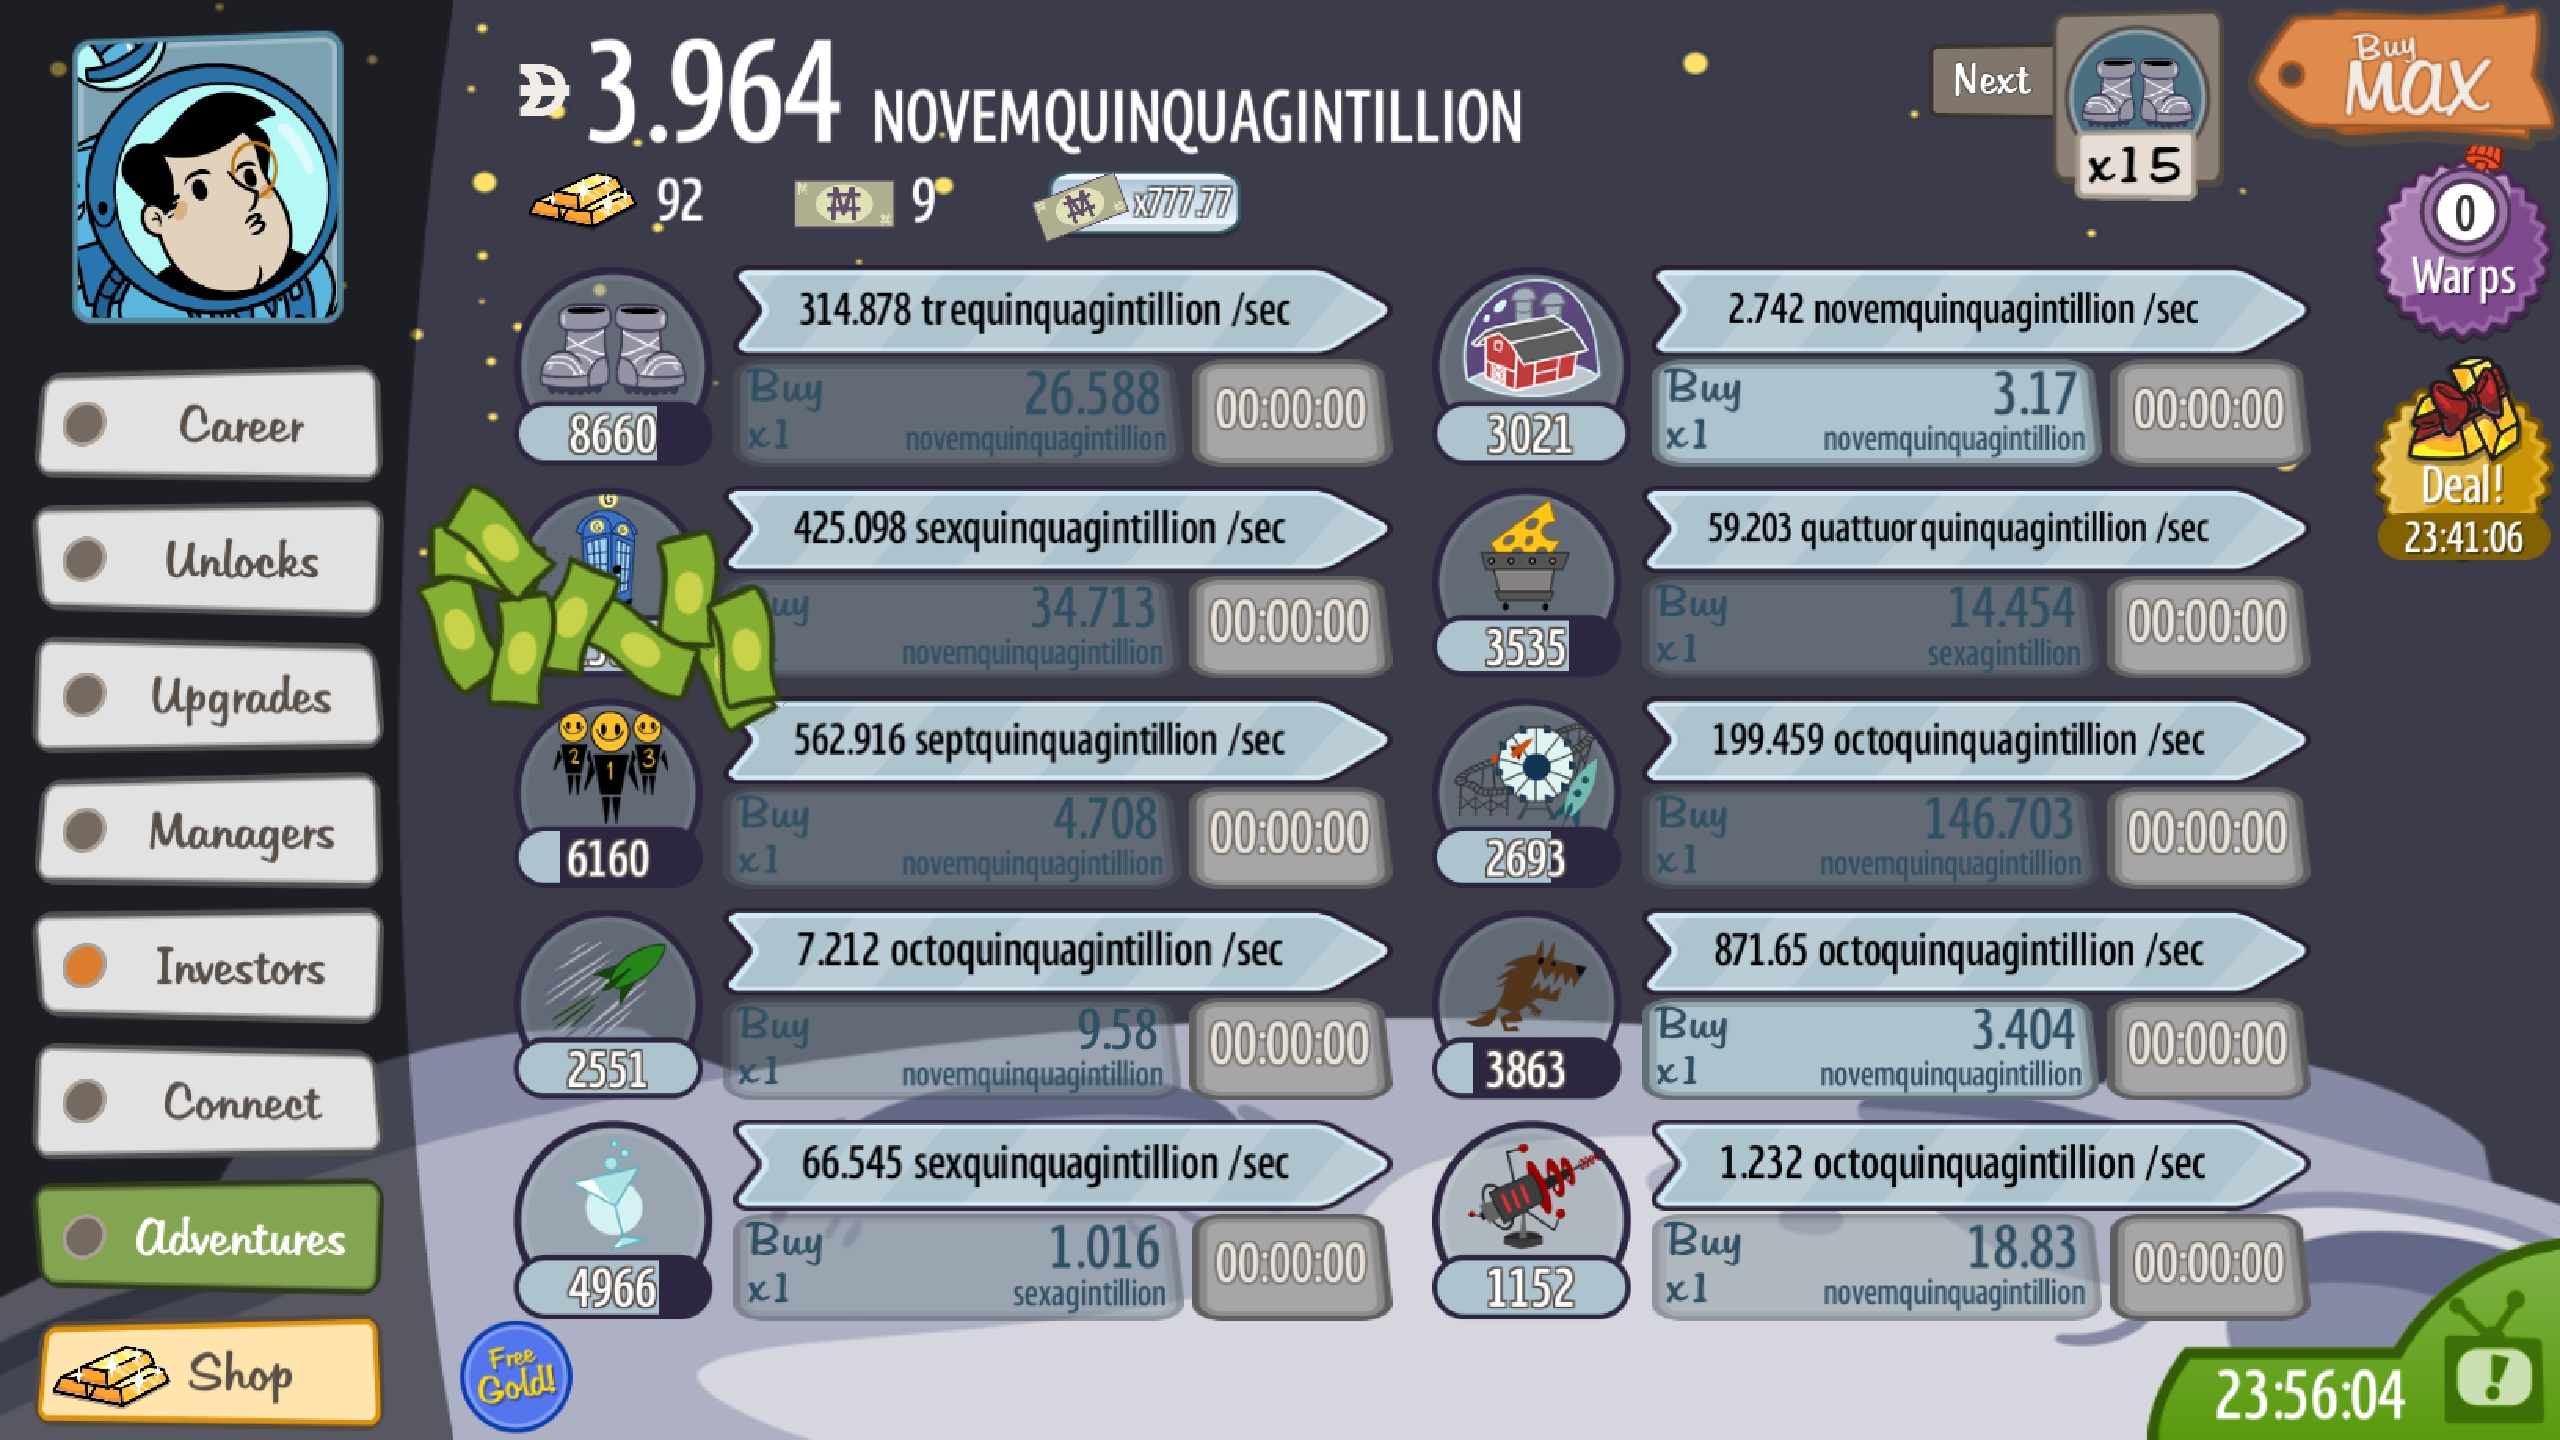 3.964 NOVEMQUINQUAGINTILLION
Next
x15
Buy
MAX
92
9
x777.77
0
Warps
Deal!
23:41:06
Career
Unlocks
Upgrades
Managers
Investors
Connect
Adventures
Shop
314.878 trequinquagintillion /sec
8660
Buy
x1
26.588
novemquinquagintillion
00:00:00
2.742 novemquinquagintillion /sec
3021
Buy
x1
3.17
novemquinquagintillion
00:00:00
G
425.098 sexquinquagintillion /sec
x1
34.713
novemquinquagintillion
00:00:00
59.203 quattuorquinquagintillion /sec
3535
Buy
x1
14.454
sexagintillion
00:00:00
2
1
3
562.916 septquinquagintillion /sec
6160
Buy
x1
4.708
novemquinquagintillion
00:00:00
199.459 octoquinquagintillion /sec
2693
Buy
x1
146.703
novemquinquagintillion
00:00:00
7.212 octoquinquagintillion /sec
2551
Buy
x1
9.58
novemquinquagintillion
00:00:00
871.65 octoquinquagintillion /sec
3863
Buy
x1
3.404
novemquinquagintillion
00:00:00
66.545 sexquinquagintillion /sec
4966
Buy
x1
1.016
sexagintillion
00:00:00
1.232 octoquinquagintillion /sec
1152
Buy
x1
18.83
novemquinquagintillion
00:00:00
Free
Gold!
23:56:04
!